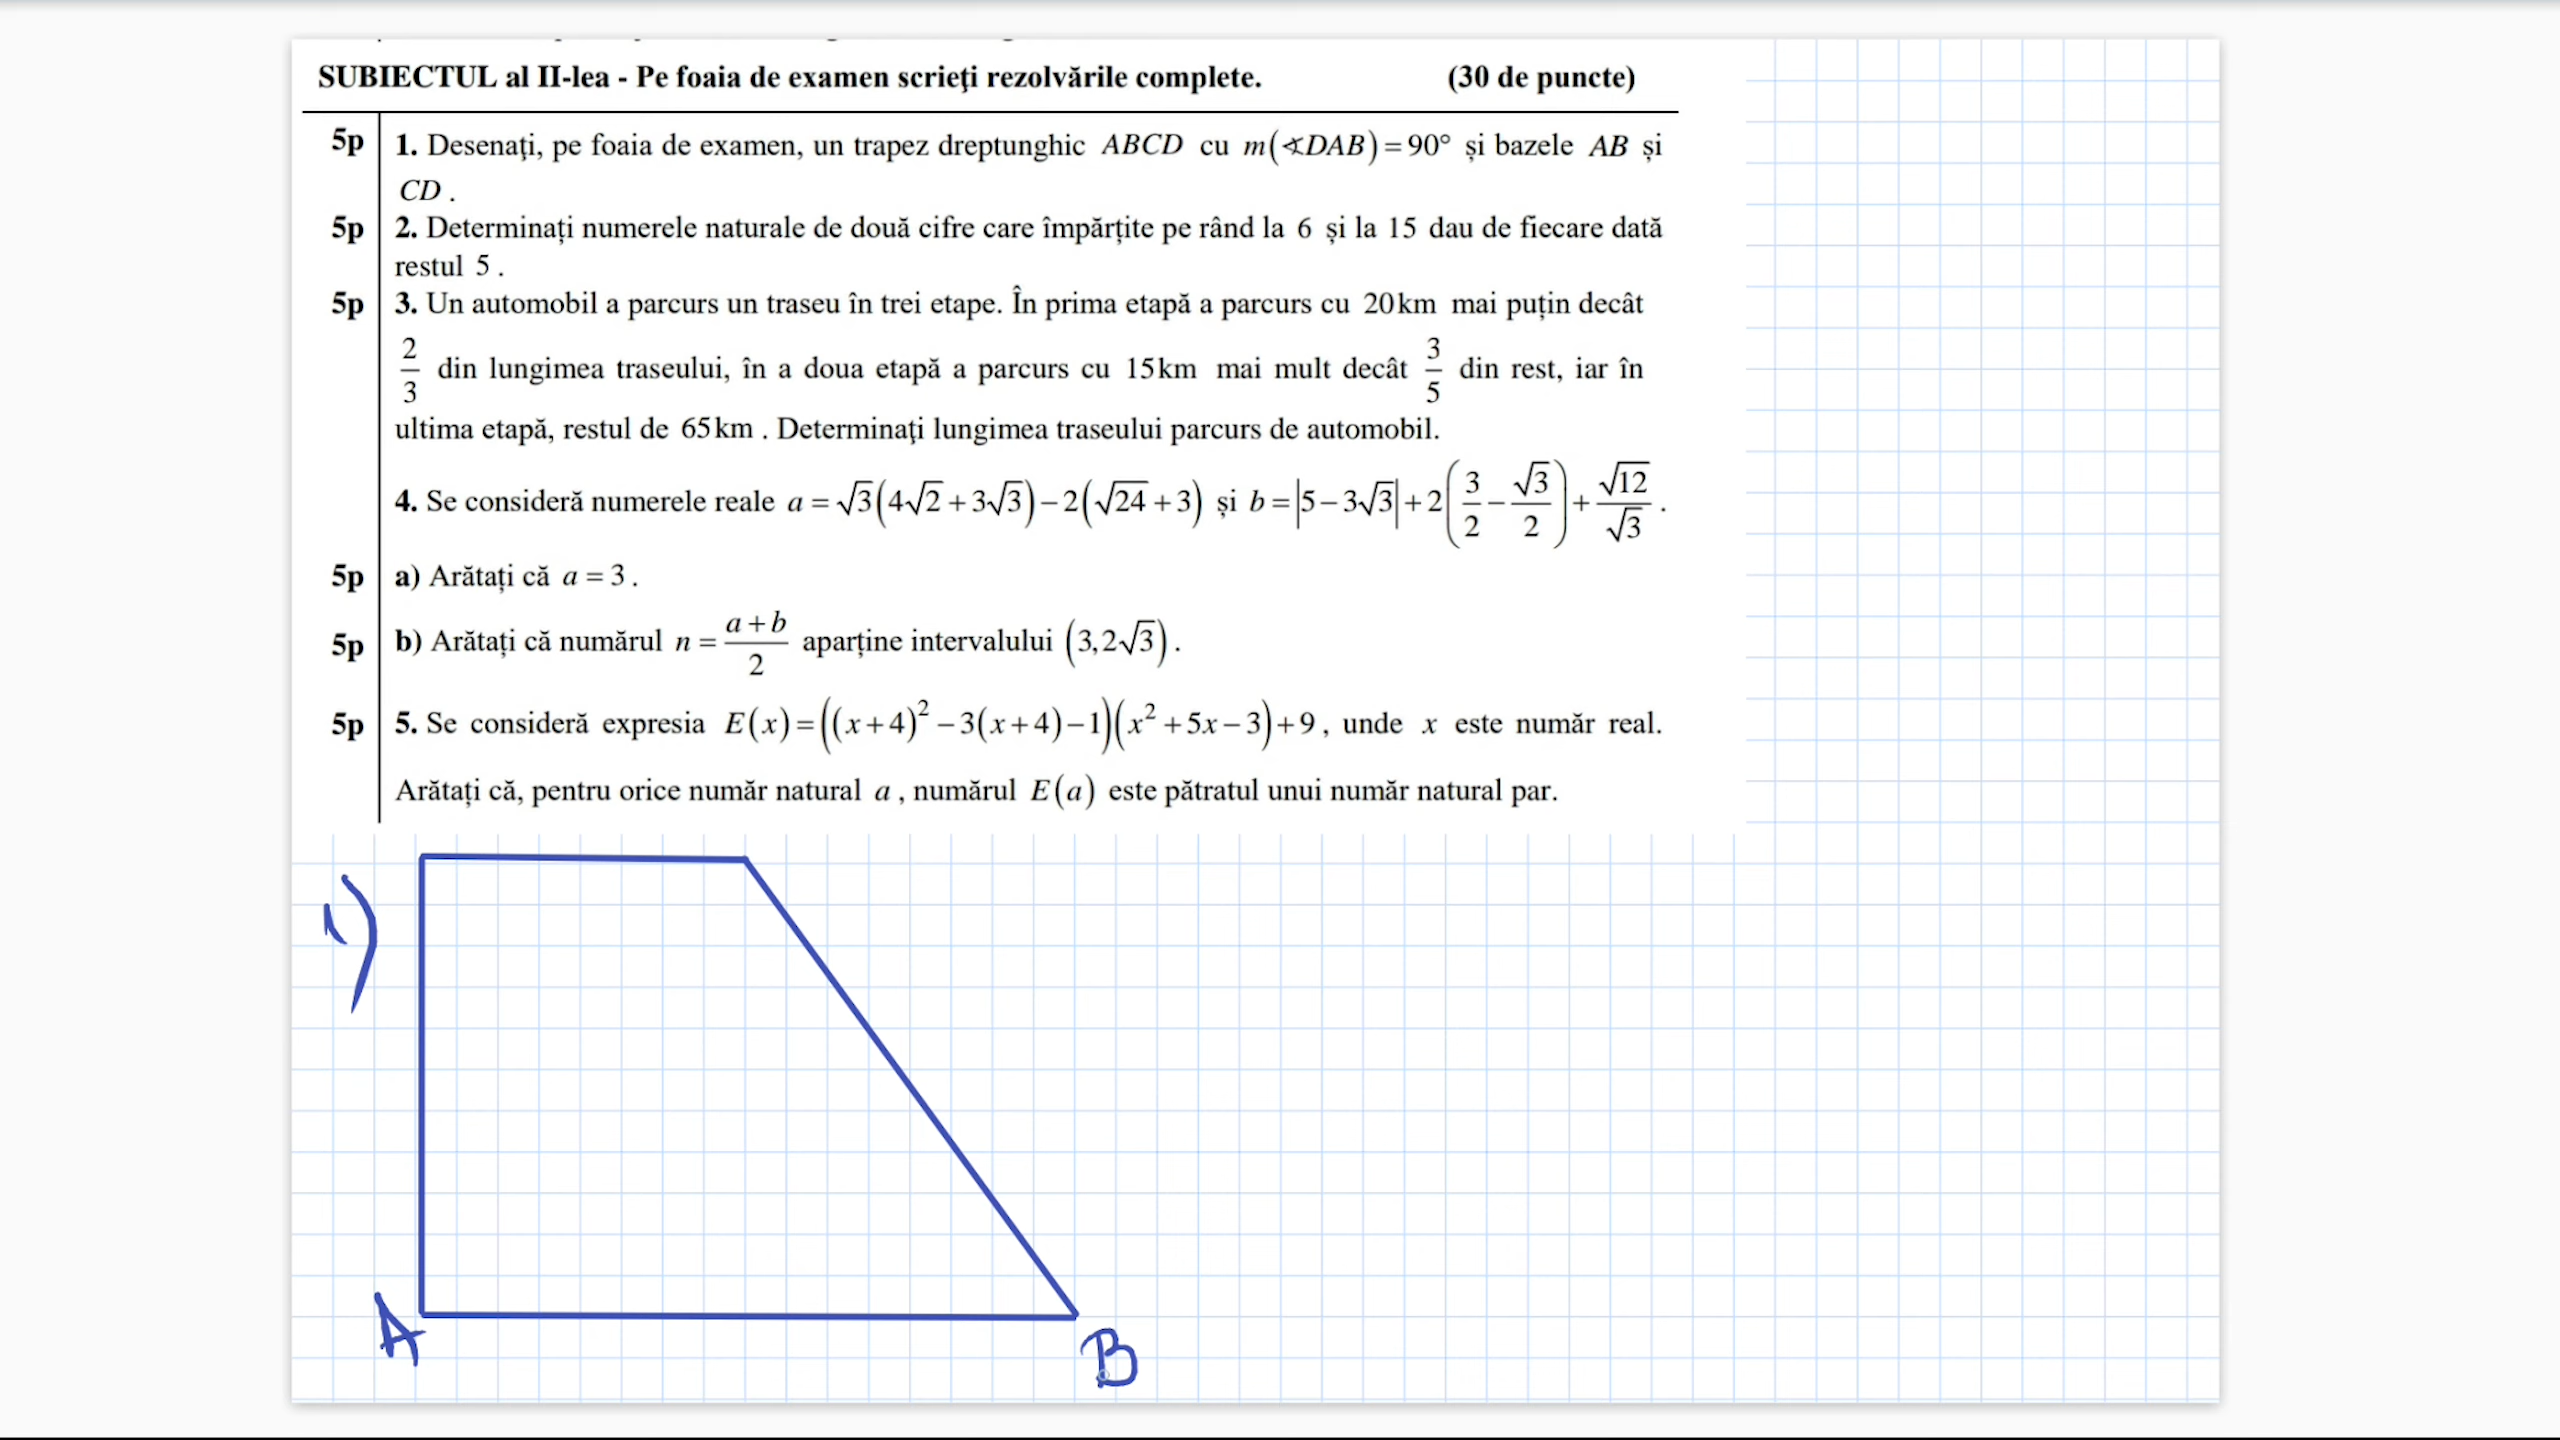 SUBIECTUL al II-lea - Pe foaia de examen scrieţi rezolvările complete. (30 de puncte)
5p 1. Desenaţi, pe foaia de examen, un trapez dreptunghic ABCD cu m(∢DAB)=90° și bazele AB și
CD .
5p 2. Determinați numerele naturale de două cifre care împărțite pe rând la 6 și la 15 dau de fiecare dată
restul 5 .
5p 3. Un automobil a parcurs un traseu în trei etape. În prima etapă a parcurs cu 20km mai puțin decât
2/3 din lungimea traseului, în a doua etapă a parcurs cu 15km mai mult decât 3/5 din rest, iar în
ultima etapă, restul de 65km . Determinaţi lungimea traseului parcurs de automobil.
4. Se consideră numerele reale a = √3(4√2+3√3)−2(√24+3) și b=|5−3√3|+2(3/2−√3/2)+√12/√3 .
5p a) Arătați că a = 3 .
5p b) Arătați că numărul n = (a+b)/2 aparține intervalului (3,2√3) .
5p 5. Se consideră expresia E(x)=((x+4)²−3(x+4)−1)(x²+5x−3)+9 , unde x este număr real.
Arătați că, pentru orice număr natural a , numărul E(a) este pătratul unui număr natural par.
1)
A
B